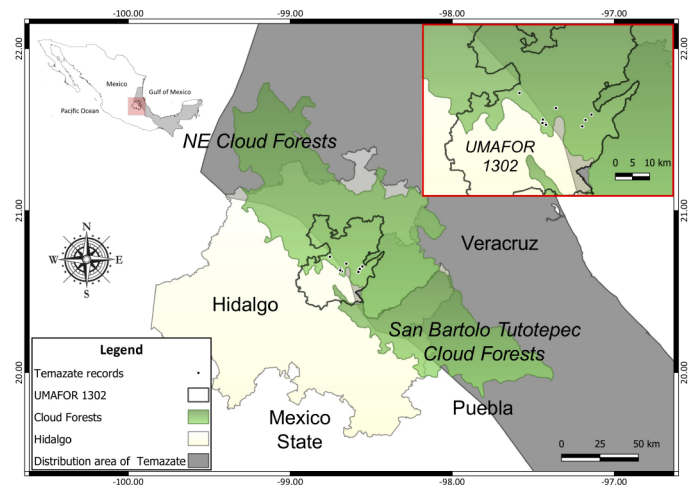 -100.00 -99.00 -98.00 -97.00
22.00
21.00
20.00
22.00
21.00
20.00
Mexico
Gulf of Mexico
Pacific Ocean
UMAFOR
1302
0 5 10 km
NE Cloud Forests
N
W E
S
Veracruz
Hidalgo
San Bartolo Tutotepec
Cloud Forests
Puebla
Mexico
State
Legend
Temazate records
UMAFOR 1302
Cloud Forests
Hidalgo
Distribution area of Temazate
0 25 50 km
-100.00 -99.00 -98.00 -97.00